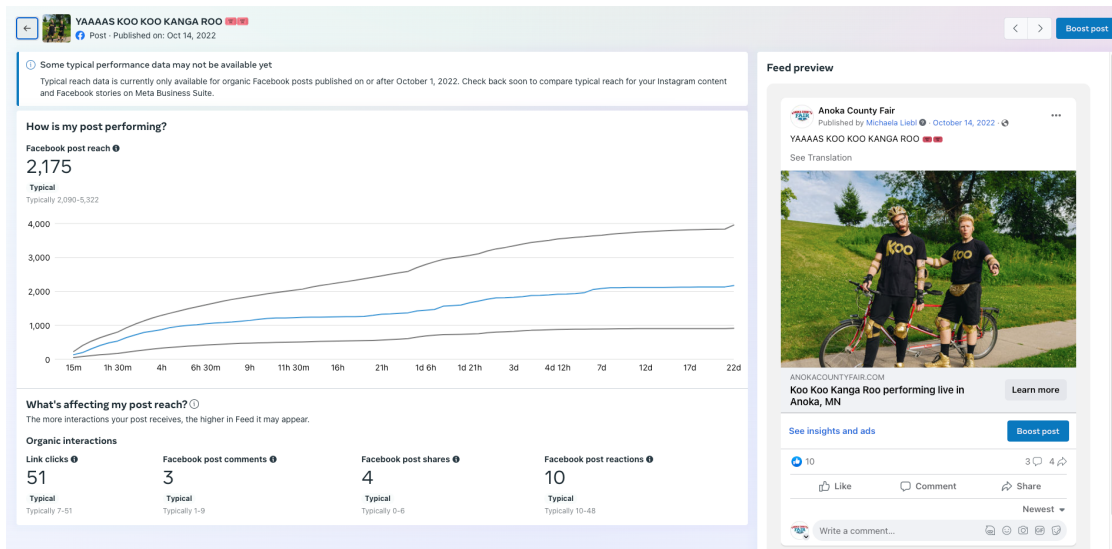 YAAAAS KOO KOO KANGA ROO 🎟️🎟️
Post · Published on: Oct 14, 2022
Boost post
Some typical performance data may not be available yet
Typical reach data is currently only available for organic Facebook posts published on or after October 1, 2022. Check back soon to compare typical reach for your Instagram content
and Facebook stories on Meta Business Suite.
How is my post performing?
Facebook post reach
2,175
Typical
Typically 2,090-5,322
4,000
3,000
2,000
1,000
0
15m 1h 30m 4h 6h 30m 9h 11h 30m 16h 21h 1d 6h 1d 21h 3d 4d 12h 7d 12d 17d 22d
What's affecting my post reach?
The more interactions your post receives, the higher in Feed it may appear.
Organic interactions
Link clicks Facebook post comments Facebook post shares Facebook post reactions
51 3 4 10
Typical Typical Typical Typical
Typically 7-51 Typically 1-9 Typically 0-6 Typically 10-48
Feed preview
Anoka County Fair
Published by Michaela Liebl · October 14, 2022 ·
YAAAAS KOO KOO KANGA ROO 🎟️🎟️
See Translation
KOO KOO
ANOKACOUNTYFAIR.COM
Koo Koo Kanga Roo performing live in
Anoka, MN
Learn more
See insights and ads
Boost post
10 3 4
Like Comment Share
Newest
Write a comment...
GIF